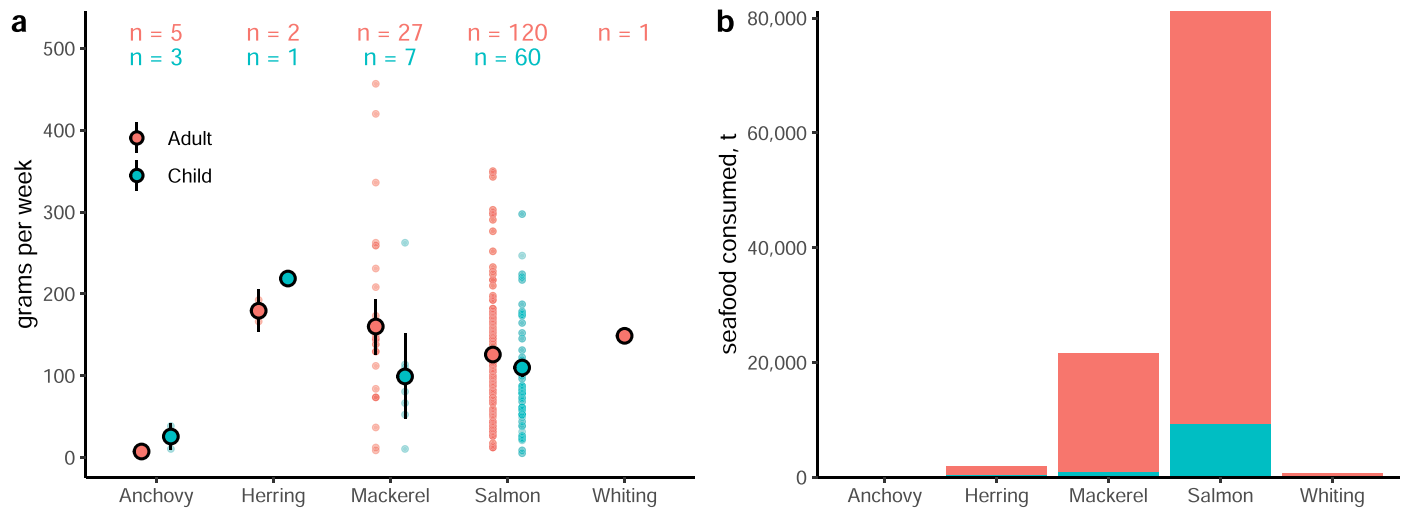 a
n = 5
n = 2
n = 27
n = 120
n = 1
n = 3
n = 1
n = 7
n = 60
500
400
300
200
100
0
grams per week
Adult
Child
Anchovy
Herring
Mackerel
Salmon
Whiting
b
80,000
60,000
40,000
20,000
0
seafood consumed, t
Anchovy
Herring
Mackerel
Salmon
Whiting